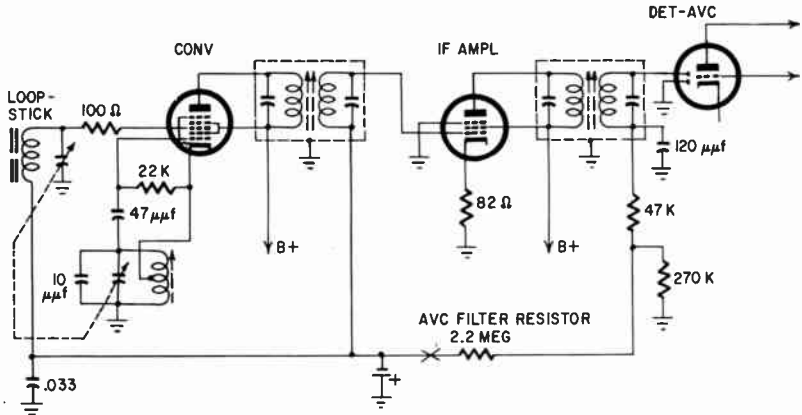 DET-AVC
CONV
IF AMPL
LOOP-
STICK
100 Ω
22 K
47 μμf
120 μμf
82 Ω
47 K
B+
B+
10
μμf
270 K
AVC FILTER RESISTOR
2.2 MEG
+
.033